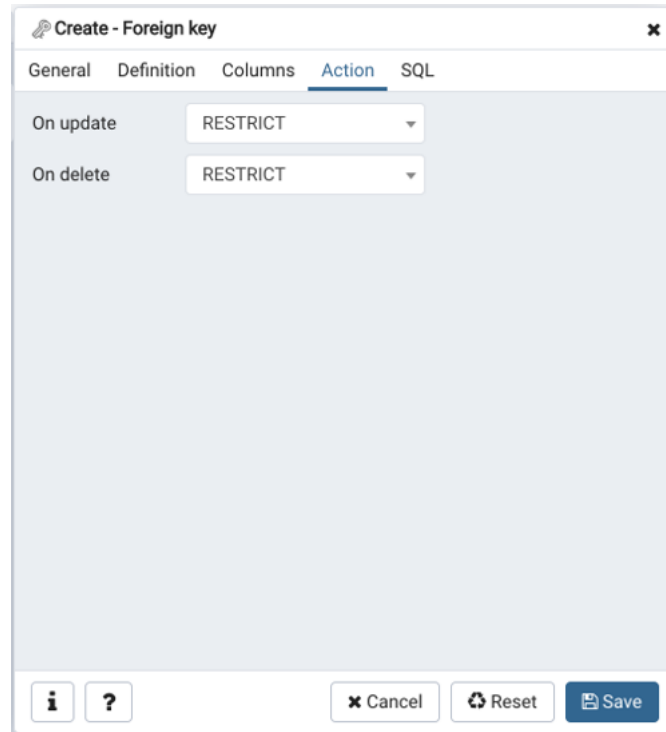 Create - Foreign key
General Definition Columns Action SQL
On update RESTRICT
On delete RESTRICT
i ? Cancel Reset Save